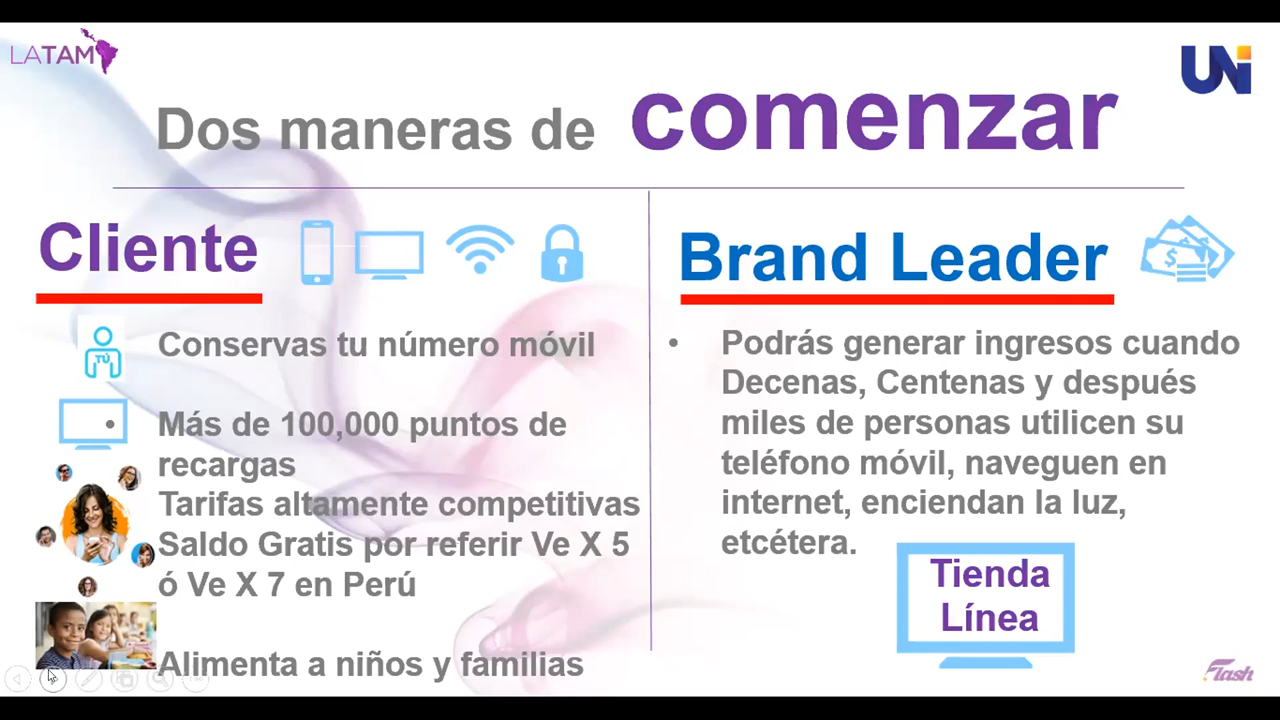 LATAM
UNi
Dos maneras de comenzar
Cliente
TÚ
Conservas tu número móvil
Más de 100,000 puntos de
recargas
Tarifas altamente competitivas
Saldo Gratis por referir Ve X 5
ó Ve X 7 en Perú
Alimenta a niños y familias
Brand Leader
$
• Podrás generar ingresos cuando
Decenas, Centenas y después
miles de personas utilicen su
teléfono móvil, naveguen en
internet, enciendan la luz,
etcétera.
Tienda
Línea
Flash